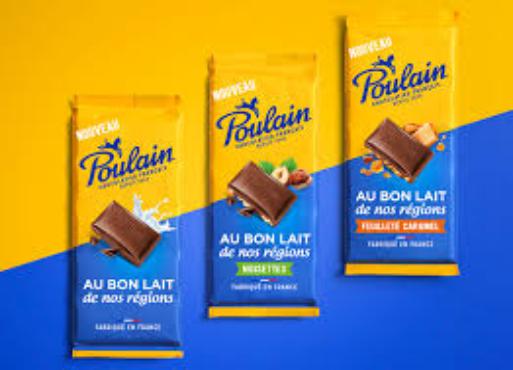 NOUVEAU
Poulain
AU BON LAIT
de nos régions
FABRIQUÉ EN FRANCE
NOUVEAU
Poulain
AU BON LAIT
de nos régions
NOISETTES
FABRIQUÉ EN FRANCE
NOUVEAU
Poulain
AU BON LAIT
de nos régions
FEUILLETÉ CARAMEL
FABRIQUÉ EN FRANCE